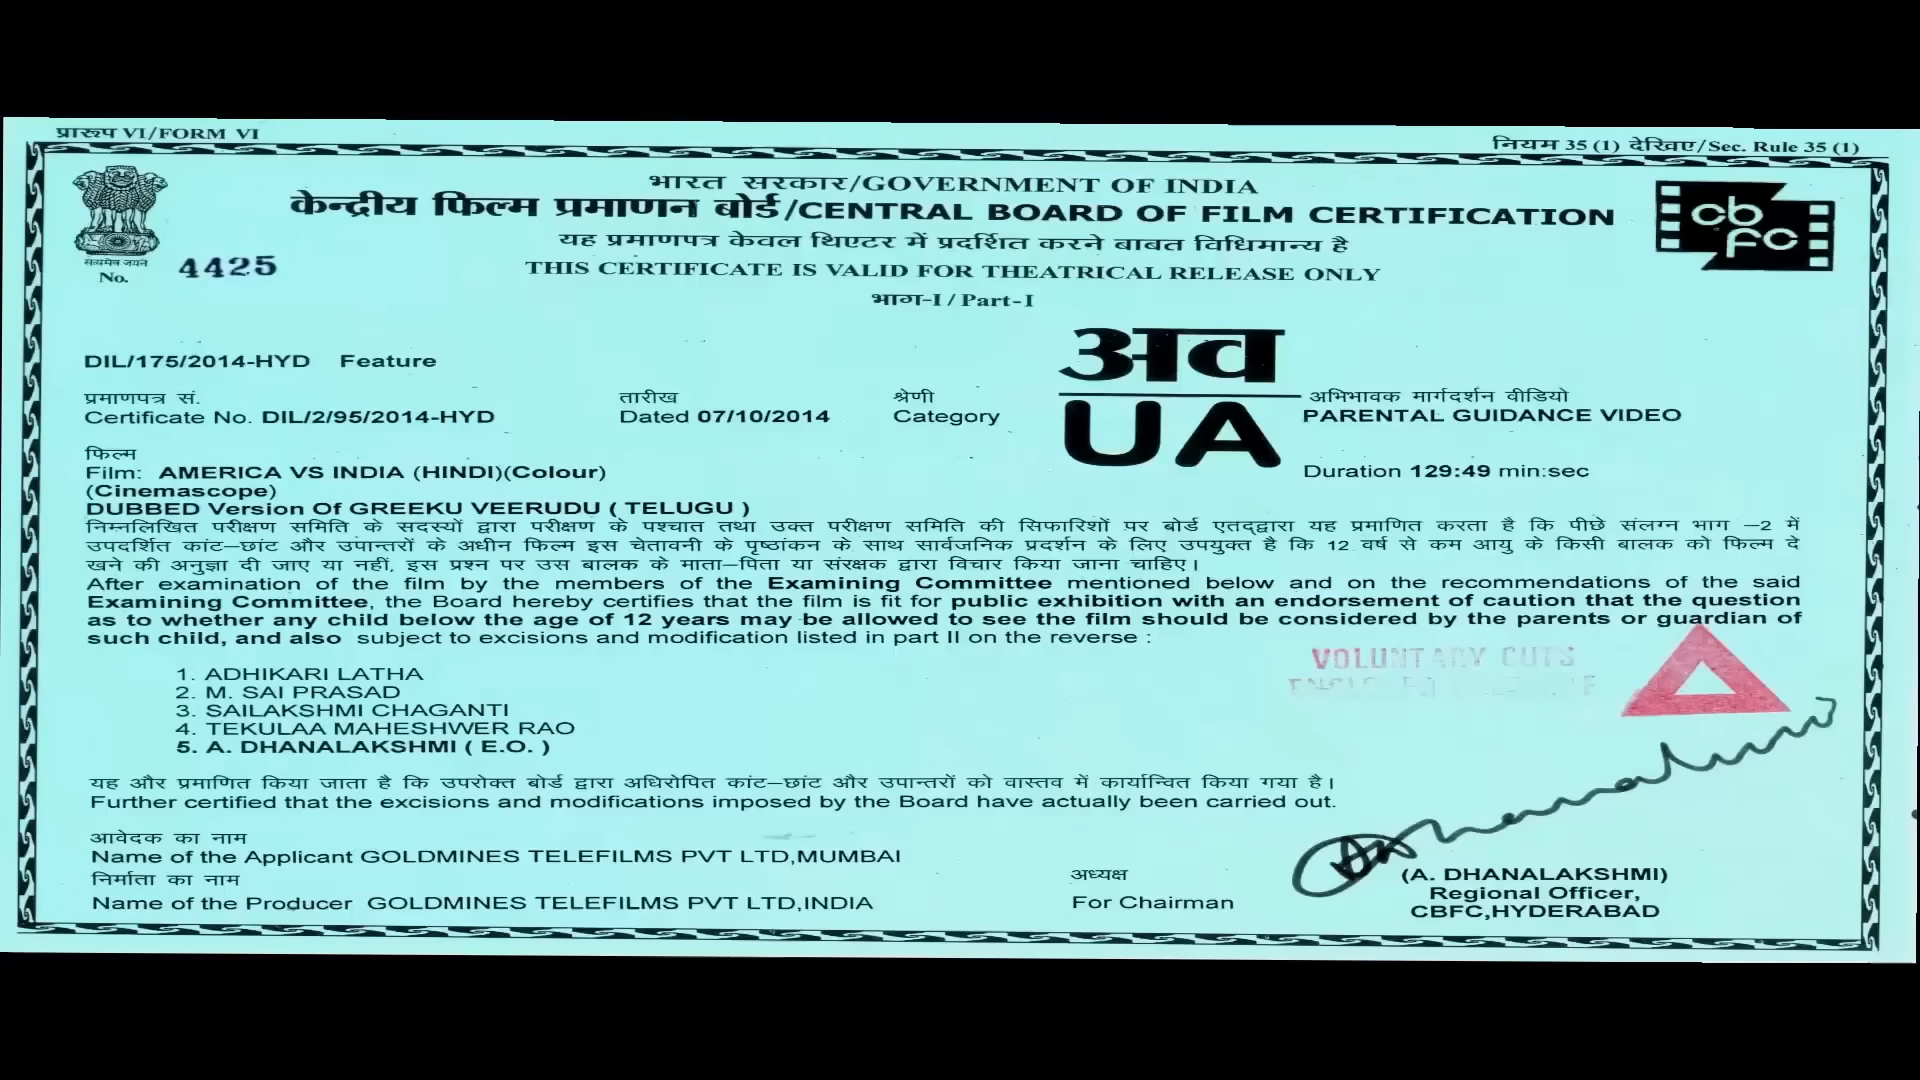 प्रारूप VI/FORM VI
नियम 35 (1) देखिए/Sec. Rule 35 (1)
भारत सरकार/GOVERNMENT OF INDIA
केन्द्रीय फिल्म प्रमाणन बोर्ड/CENTRAL BOARD OF FILM CERTIFICATION
cb
fc
यह प्रमाणपत्र केवल थिएटर में प्रदर्शित करने बाबत विधिमान्य है
सत्यमेव जयते
No. 4425
THIS CERTIFICATE IS VALID FOR THEATRICAL RELEASE ONLY
भाग-I / Part-I
DIL/175/2014-HYD Feature
अव
प्रमाणपत्र सं. तारीख श्रेणी अभिभावक मार्गदर्शन वीडियो
Certificate No. DIL/2/95/2014-HYD Dated 07/10/2014 Category UA PARENTAL GUIDANCE VIDEO
फिल्म
Film: AMERICA VS INDIA (HINDI)(Colour) Duration 129:49 min:sec
(Cinemascope)
DUBBED Version Of GREEKU VEERUDU ( TELUGU )
निम्नलिखित परीक्षण समिति के सदस्यों द्वारा परीक्षण के पश्चात तथा उक्त परीक्षण समिति की सिफारिशों पर बोर्ड एतद्द्वारा यह प्रमाणित करता है कि पीछे संलग्न भाग –2 में
उपदर्शित कांट–छांट और उपान्तरों के अधीन फिल्म इस चेतावनी के पृष्ठांकन के साथ सार्वजनिक प्रदर्शन के लिए उपयुक्त है कि 12 वर्ष से कम आयु के किसी बालक को फिल्म दे
खने की अनुज्ञा दी जाए या नहीं, इस प्रश्न पर उस बालक के माता–पिता या संरक्षक द्वारा विचार किया जाना चाहिए।
After examination of the film by the members of the Examining Committee mentioned below and on the recommendations of the said
Examining Committee, the Board hereby certifies that the film is fit for public exhibition with an endorsement of caution that the question
as to whether any child below the age of 12 years may be allowed to see the film should be considered by the parents or guardian of
such child, and also subject to excisions and modification listed in part II on the reverse :
VOLUNTARY CUTS
1. ADHIKARI LATHA
2. M. SAI PRASAD
3. SAILAKSHMI CHAGANTI
4. TEKULAA MAHESHWER RAO
5. A. DHANALAKSHMI ( E.O. )
यह और प्रमाणित किया जाता है कि उपरोक्त बोर्ड द्वारा अधिरोपित कांट–छांट और उपान्तरों को वास्तव में कार्यान्वित किया गया है।
Further certified that the excisions and modifications imposed by the Board have actually been carried out.
आवेदक का नाम
Name of the Applicant GOLDMINES TELEFILMS PVT LTD,MUMBAI
निर्माता का नाम
Name of the Producer GOLDMINES TELEFILMS PVT LTD,INDIA
अध्यक्ष
For Chairman
(A. DHANALAKSHMI)
Regional Officer,
CBFC,HYDERABAD